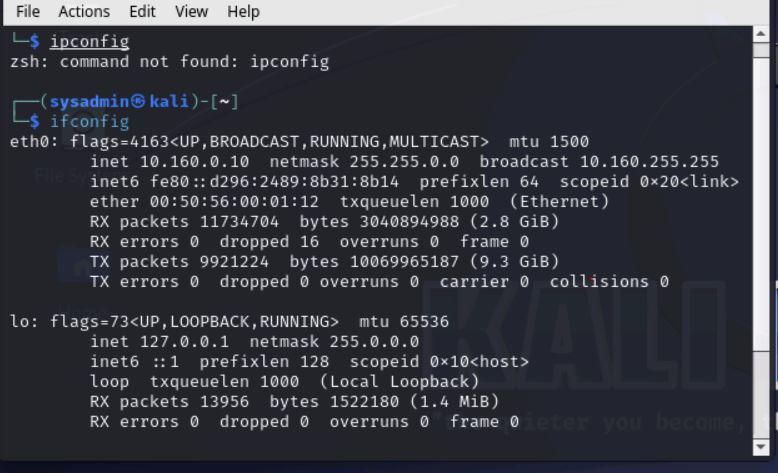 File Actions Edit View Help
└─$ ipconfig
zsh: command not found: ipconfig
┌──(sysadmin㉿kali)-[~]
└─$ ifconfig
eth0: flags=4163<UP,BROADCAST,RUNNING,MULTICAST>  mtu 1500
        inet 10.160.0.10  netmask 255.255.0.0  broadcast 10.160.255.255
        inet6 fe80::d296:2489:8b31:8b14  prefixlen 64  scopeid 0×20<link>
        ether 00:50:56:00:01:12  txqueuelen 1000  (Ethernet)
        RX packets 11734704  bytes 3040894988 (2.8 GiB)
        RX errors 0  dropped 16  overruns 0  frame 0
        TX packets 9921224  bytes 10069965187 (9.3 GiB)
        TX errors 0  dropped 0 overruns 0  carrier 0  collisions 0
lo: flags=73<UP,LOOPBACK,RUNNING>  mtu 65536
        inet 127.0.0.1  netmask 255.0.0.0
        inet6 ::1  prefixlen 128  scopeid 0×10<host>
        loop  txqueuelen 1000  (Local Loopback)
        RX packets 13956  bytes 1522180 (1.4 MiB)
        RX errors 0  dropped 0  overruns 0  frame 0
File System
KALI
quieter you become, th